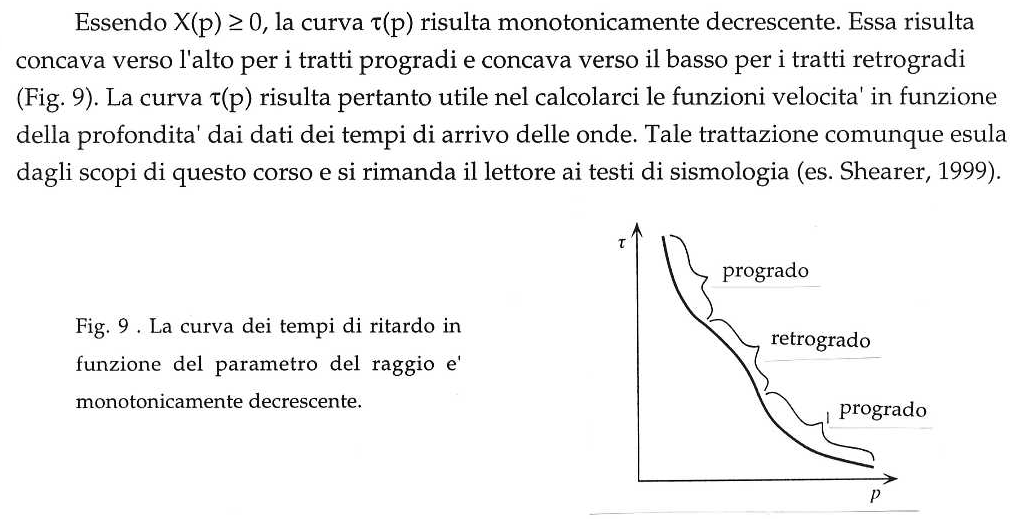 Essendo X(p) ≥ 0, la curva τ(p) risulta monotonicamente decrescente. Essa risulta
concava verso l'alto per i tratti progradi e concava verso il basso per i tratti retrogradi
(Fig. 9). La curva τ(p) risulta pertanto utile nel calcolarci le funzioni velocita' in funzione
della profondita' dai dati dei tempi di arrivo delle onde. Tale trattazione comunque esula
dagli scopi di questo corso e si rimanda il lettore ai testi di sismologia (es. Shearer, 1999).
Fig. 9 . La curva dei tempi di ritardo in
funzione del parametro del raggio e'
monotonicamente decrescente.
τ
progrado
retrogrado
progrado
p